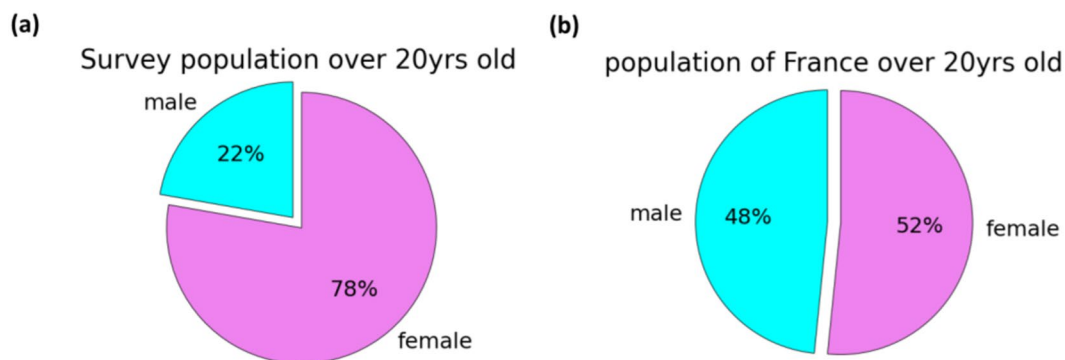 (a)
Survey population over 20yrs old
male
22%
78%
female
(b)
population of France over 20yrs old
male
48%
52%
female